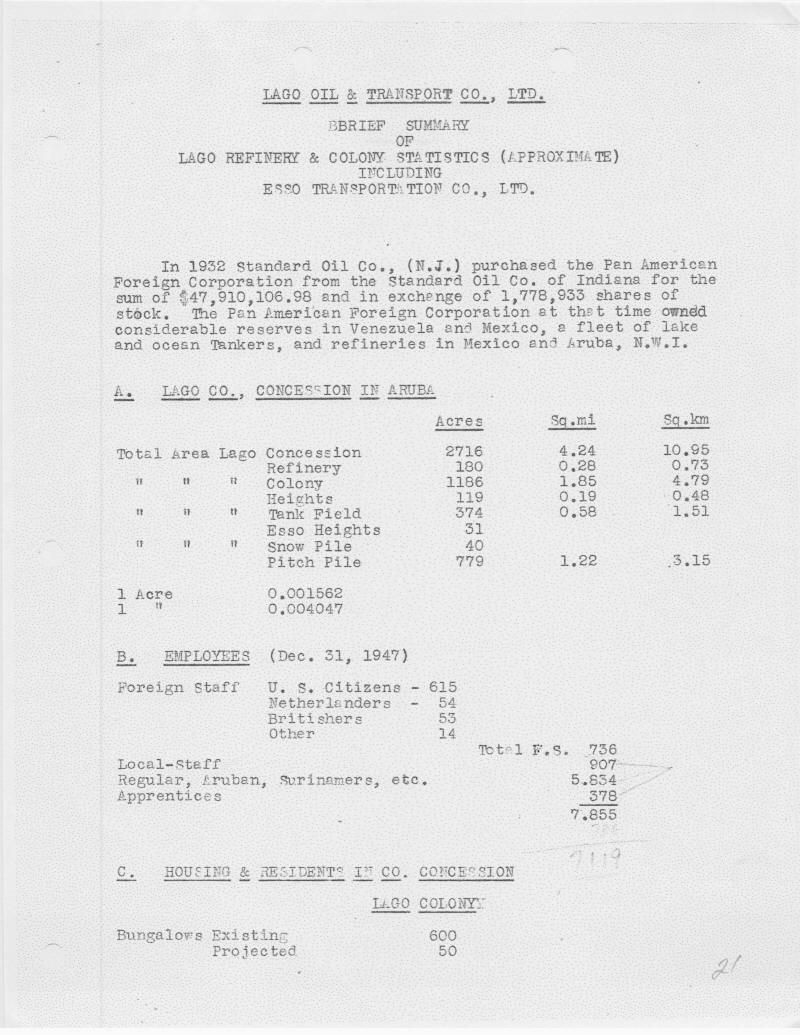 LAGO OIL & TRANSPORT CO., LTD.
BBRIEF SUMMARY
OF
LAGO REFINERY & COLONY STATISTICS (APPROXIMATE)
INCLUDING
ESSO TRANSPORTATION CO., LTD.
In 1932 Standard Oil Co., (N.J.) purchased the Pan American
Foreign Corporation from the Standard Oil Co. of Indiana for the
sum of $47,910,106.98 and in exchange of 1,778,933 shares of
stock. The Pan American Foreign Corporation at that time owned
considerable reserves in Venezuela and Mexico, a fleet of lake
and ocean Tankers, and refineries in Mexico and Aruba, N.W.I.
A. LAGO CO., CONCESSION IN ARUBA
Acres Sq.mi Sq.km
Total Area Lago Concession 2716 4.24 10.95
Refinery 180 0.28 0.73
" " " Colony 1186 1.85 4.79
Heights 119 0.19 0.48
" " " Tank Field 374 0.58 1.51
Esso Heights 31
" " " Snow Pile 40
Pitch Pile 779 1.22 3.15
1 Acre 0.001562
1 " 0.004047
B. EMPLOYEES (Dec. 31, 1947)
Foreign Staff U. S. Citizens - 615
Netherlanders - 54
Britishers 53
Other 14
Total F.S. 736
Local-Staff 907
Regular, Aruban, Surinamers, etc. 5.834
Apprentices 378
7.855
7119
C. HOUSING & RESIDENTS IN CO. CONCESSION
LAGO COLONYY
Bungalows Existing 600
Projected 50
21